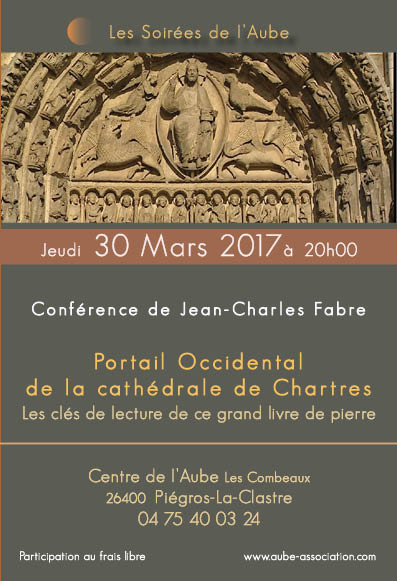 Les Soirées de l'Aube
Jeudi 30 Mars 2017 à 20h00
Conférence de Jean-Charles Fabre
Portail Occidental
de la cathédrale de Chartres
Les clés de lecture de ce grand livre de pierre
Centre de l'Aube Les Combeaux
26400 Piégros-La-Clastre
04 75 40 03 24
Participation au frais libre www.aube-association.com